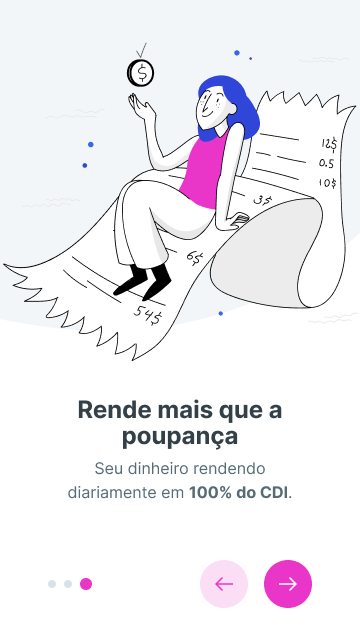 $
12$
0.5
10$
3$
6$
54$
Rende mais que a
poupança
Seu dinheiro rendendo
diariamente em 100% do CDI.